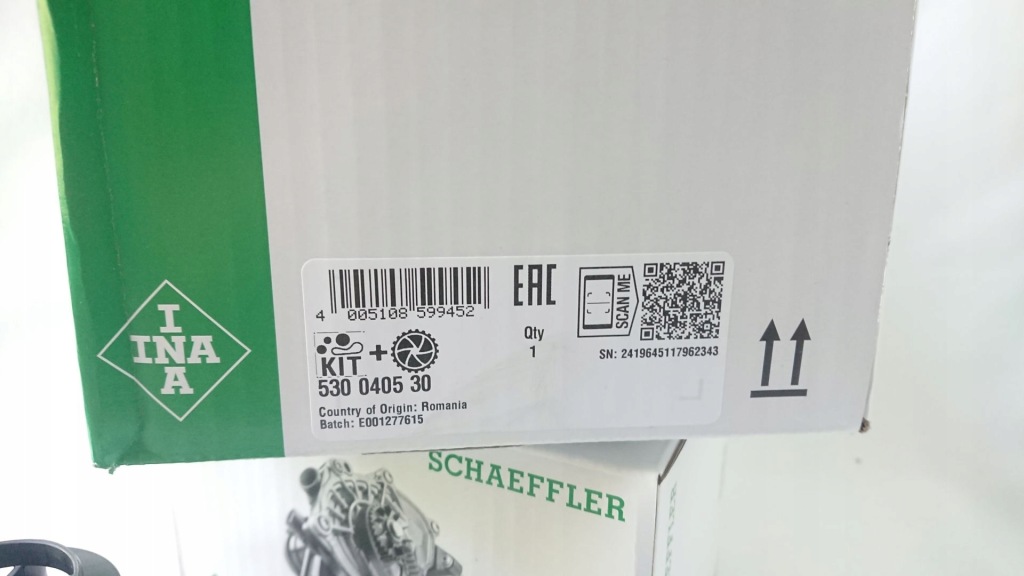 I
INA
A
4 005108 599452
EAC
SCAN ME
Qty
1
SN: 2419645117962343
KIT +
530 0405 30
Country of Origin: Romania
Batch: E001277615
SCHAEFFLER